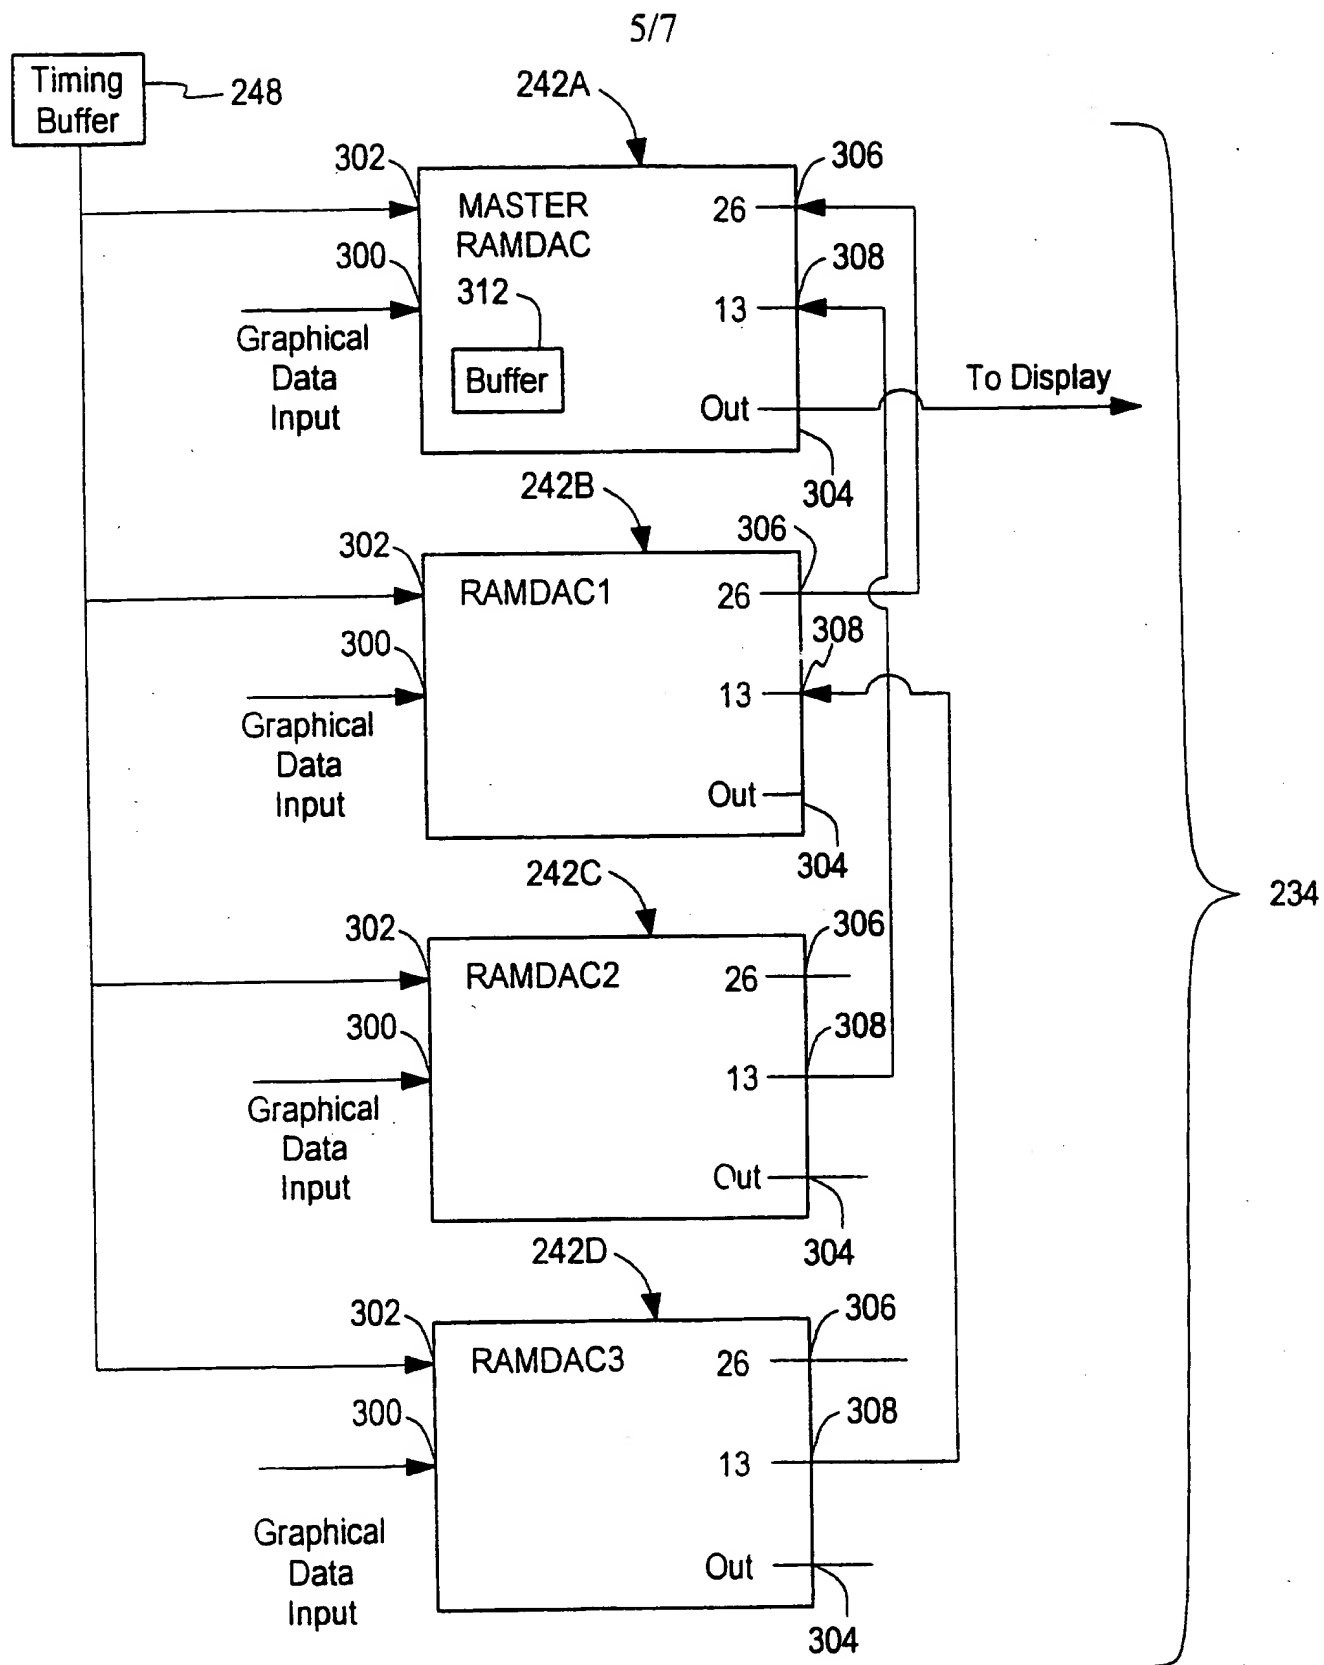 5/7
Timing
Buffer
248
242A
302
306
MASTER
RAMDAC
26
300
308
312
13
Graphical
Data
Input
Buffer
To Display
Out
304
242B
302
306
RAMDAC1
26
300
308
13
Graphical
Data
Input
Out
304
242C
234
302
306
RAMDAC2
26
300
308
13
Graphical
Data
Input
Out
304
242D
302
306
RAMDAC3
26
300
308
13
Graphical
Data
Input
Out
304